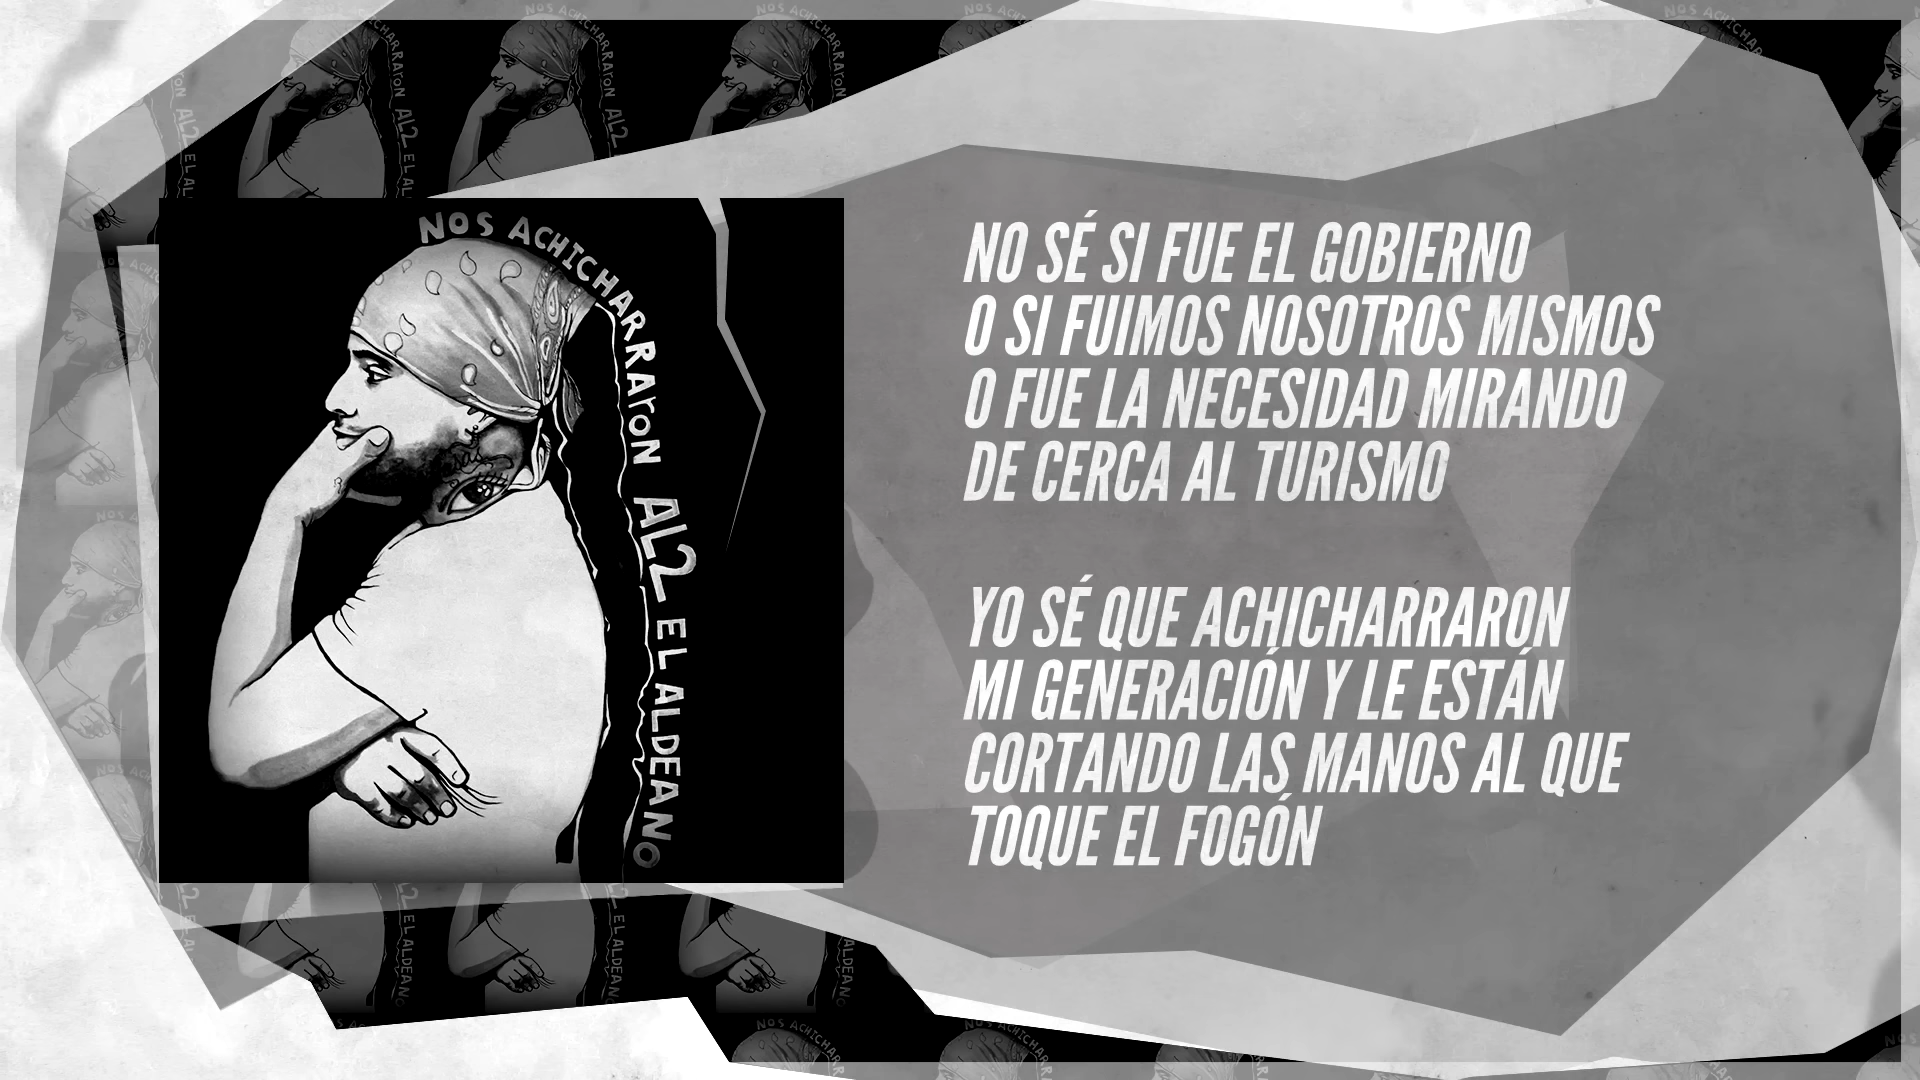 NOS ACHICHARRARON AL2 EL ALDEANO
NO SÉ SI FUE EL GOBIERNO
O SI FUIMOS NOSOTROS MISMOS
O FUE LA NECESIDAD MIRANDO
DE CERCA AL TURISMO
YO SÉ QUE ACHICHARRARON
MI GENERACIÓN Y LE ESTÁN
CORTANDO LAS MANOS AL QUE
TOQUE EL FOGÓN